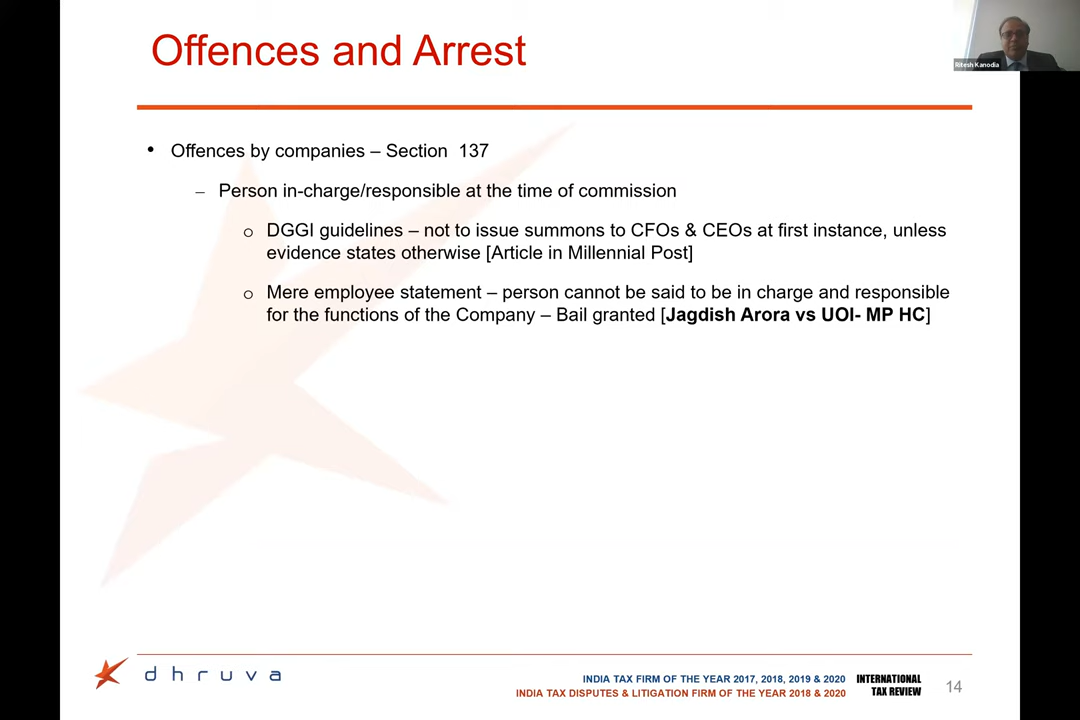 Offences and Arrest
Ritesh Kanodia
• Offences by companies – Section 137
– Person in-charge/responsible at the time of commission
o DGGI guidelines – not to issue summons to CFOs & CEOs at first instance, unless
evidence states otherwise [Article in Millennial Post]
o Mere employee statement – person cannot be said to be in charge and responsible
for the functions of the Company – Bail granted [Jagdish Arora vs UOI- MP HC]
dhruva
INDIA TAX FIRM OF THE YEAR 2017, 2018, 2019 & 2020
INDIA TAX DISPUTES & LITIGATION FIRM OF THE YEAR 2018 & 2020
INTERNATIONAL
TAX REVIEW
14